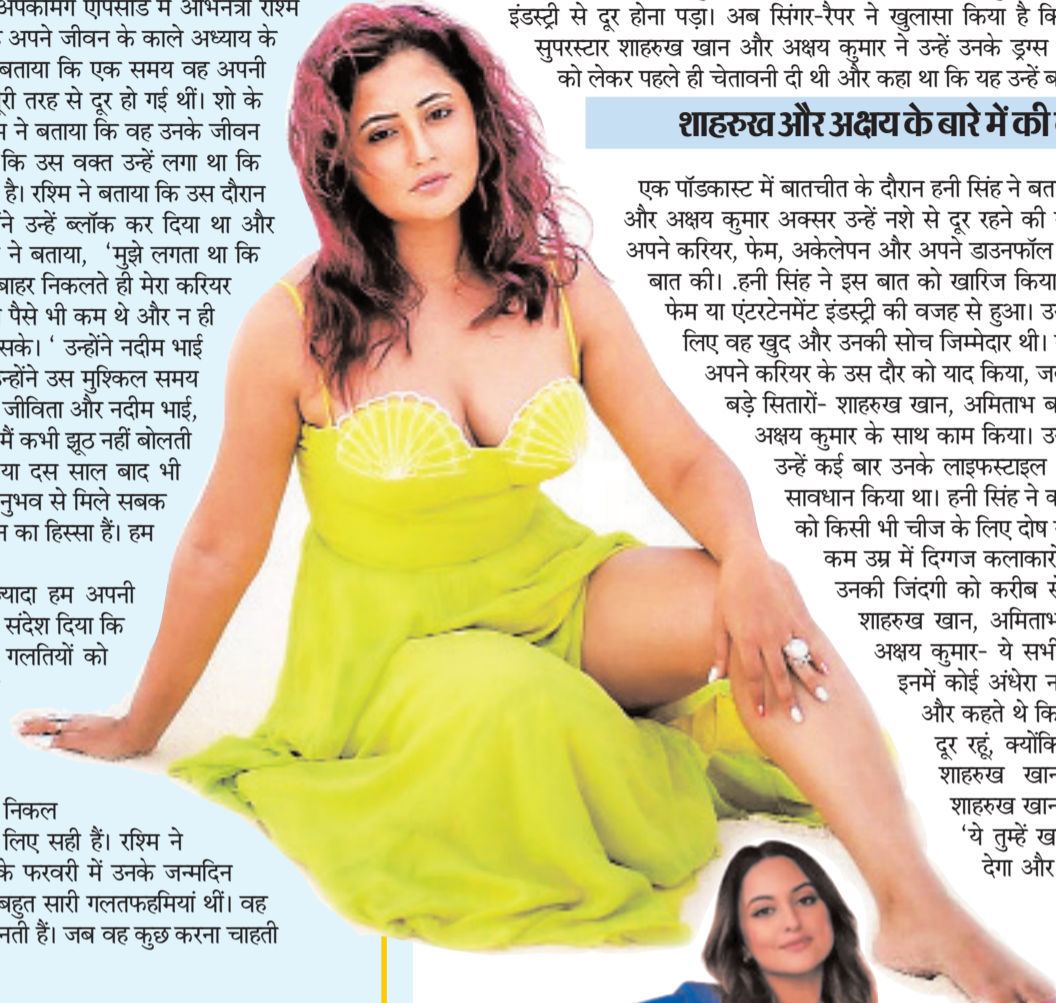 अपकमिंग एपिसोड में अभिनेत्री रश्मि
अपने जीवन के काले अध्याय के
बताया कि एक समय वह अपनी
तरह से दूर हो गई थीं। शो के
ने बताया कि वह उनके जीवन
कि उस वक्त उन्हें लगा था कि
है। रश्मि ने बताया कि उस दौरान
उन्हें ब्लॉक कर दिया था और
ने बताया, 'मुझे लगता था कि
बाहर निकलते ही मेरा करियर
पैसे भी कम थे और न ही
सके। ' उन्होंने नदीम भाई
उन्होंने उस मुश्किल समय
जीविता और नदीम भाई,
मैं कभी झूठ नहीं बोलती
या दस साल बाद भी
अनुभव से मिले सबक
का हिस्सा हैं। हम
ज्यादा हम अपनी
संदेश दिया कि
गलतियों को
निकल
लिए सही हैं। रश्मि ने
के फरवरी में उनके जन्मदिन
बहुत सारी गलतफहमियां थीं। वह
हैं। जब वह कुछ करना चाहती
इंडस्ट्री से दूर होना पड़ा। अब सिंगर-रैपर ने खुलासा किया है कि
सुपरस्टार शाहरुख खान और अक्षय कुमार ने उन्हें उनके ड्रग्स
को लेकर पहले ही चेतावनी दी थी और कहा था कि यह उन्हें
शाहरुख और अक्षय के बारे में की
एक पॉडकास्ट में बातचीत के दौरान हनी सिंह ने
और अक्षय कुमार अक्सर उन्हें नशे से दूर रहने की
अपने करियर, फेम, अकेलेपन और अपने डाउनफॉल
बात की। .हनी सिंह ने इस बात को खारिज किया
फेम या एंटरटेनमेंट इंडस्ट्री की वजह से हुआ।
लिए वह खुद और उनकी सोच जिम्मेदार थी।
अपने करियर के उस दौर को याद किया,
बड़े सितारों- शाहरुख खान, अमिताभ
अक्षय कुमार के साथ काम किया।
उन्हें कई बार उनके लाइफस्टाइल
सावधान किया था। हनी सिंह ने
को किसी भी चीज के लिए दोष
कम उम्र में दिग्गज कलाकारों
उनकी जिंदगी को करीब
शाहरुख खान, अमिताभ
अक्षय कुमार- ये सभी
इनमें कोई अंधेरा
और कहते थे कि
दूर रहूं, क्योंकि
शाहरुख खान
शाहरुख खान
'ये तुम्हें
देगा और